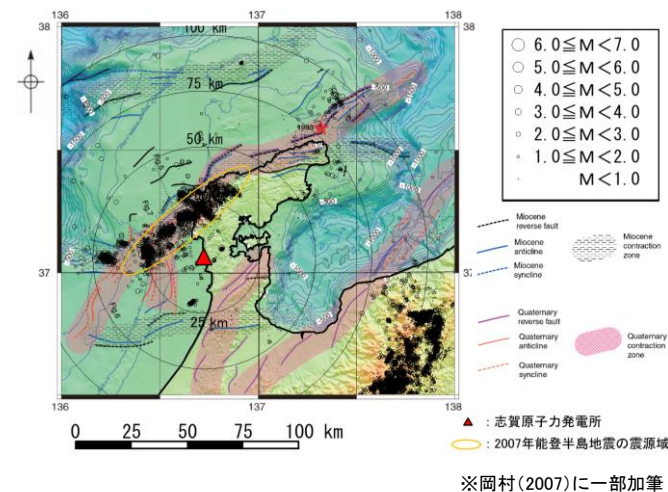 136
137
138
100 km
75 km
50 km
25 km
37
37
136
137
138
0 25 50 75 100 km
6.0≦M<7.0
5.0≦M<6.0
4.0≦M<5.0
3.0≦M<4.0
2.0≦M<3.0
1.0≦M<2.0
M<1.0
Miocene
reverse fault
Miocene
anticline
Miocene
syncline
Miocene
contraction
zone
Quaternary
reverse fault
Quaternary
anticline
Quaternary
syncline
Quaternary
contraction
zone
:志賀原子力発電所
:2007年能登半島地震の震源域
※岡村(2007)に一部加筆